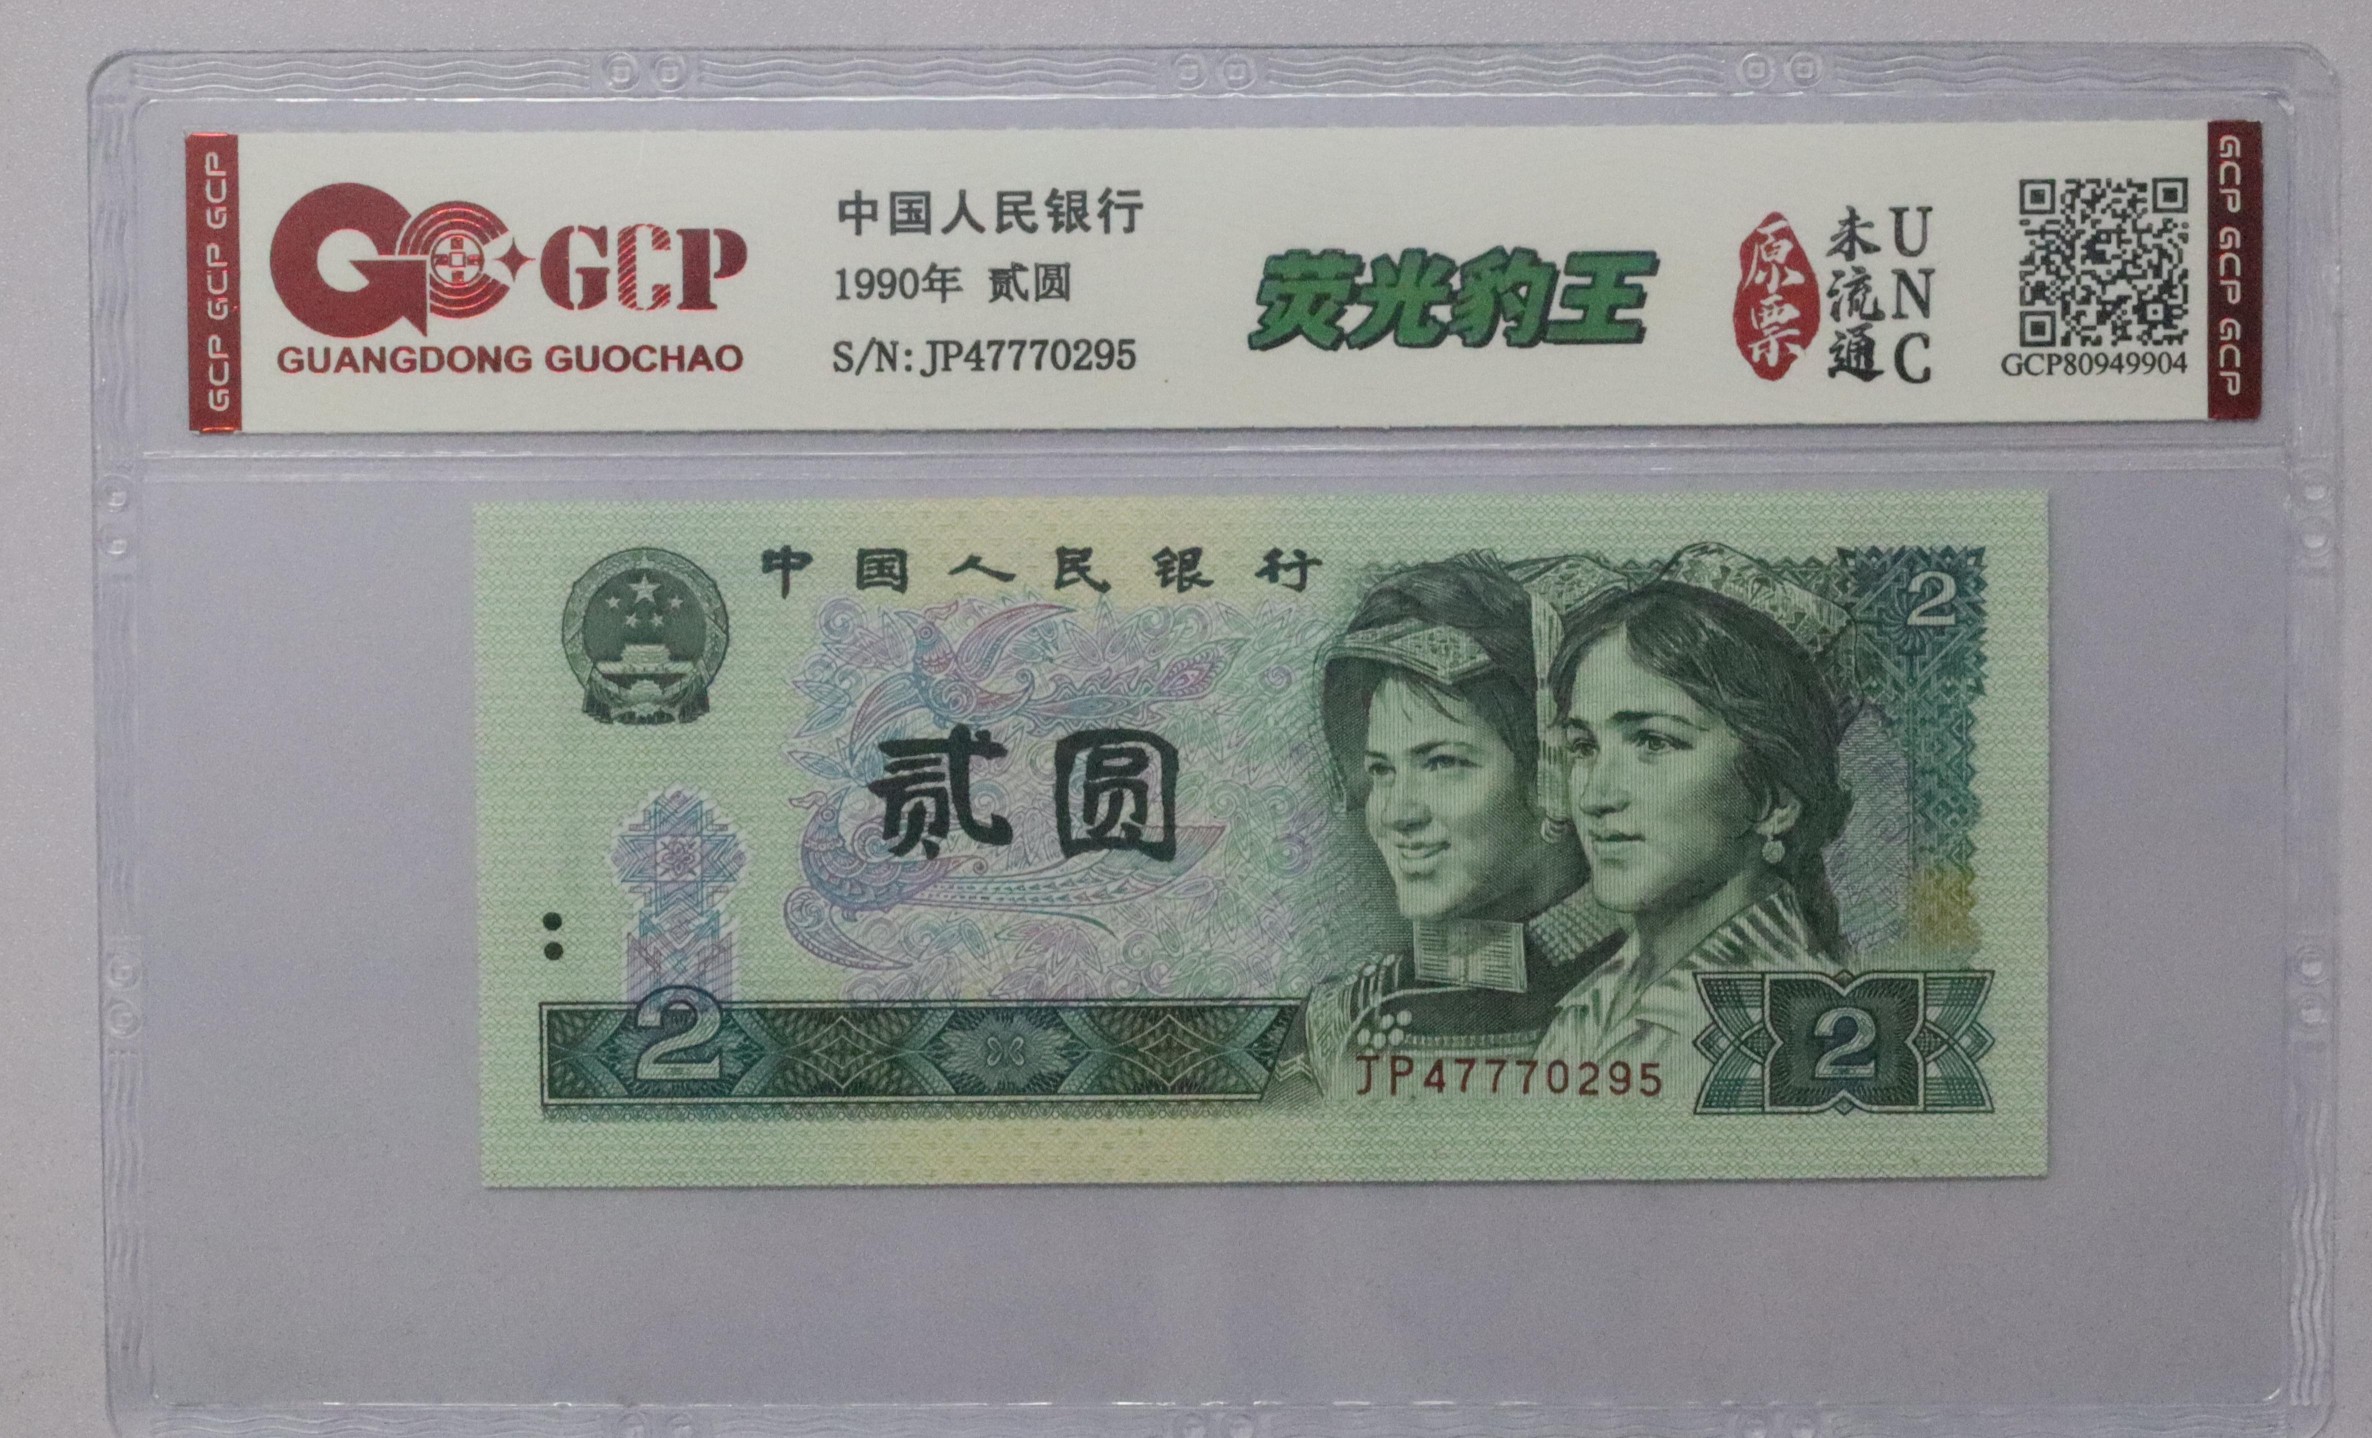 GCP GCP GCP
GCP
GUANGDONG GUOCHAO
中国人民银行
1990年 贰圆
S/N: JP47770295
荧光豹王
原票
未流通
UNC
GCP80949904
GCP GCP GCP
中国人民银行
2
贰圆
2
JP47770295
2